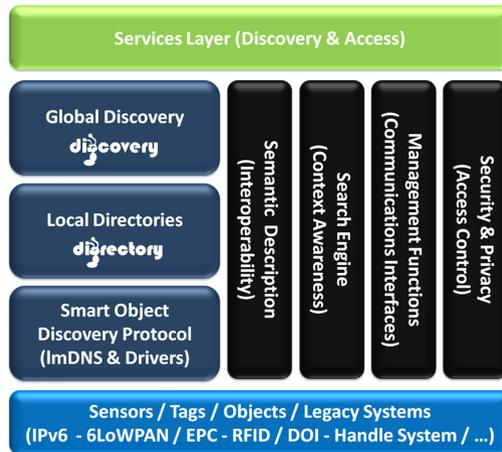 Services Layer (Discovery & Access)
Global Discovery
digcovery
Local Directories
digrectory
Smart Object
Discovery Protocol
(lmDNS & Drivers)
Semantic Description
(Interoperability)
Search Engine
(Context Awareness)
Management Functions
(Communications Interfaces)
Security & Privacy
(Access Control)
Sensors / Tags / Objects / Legacy Systems
(IPv6 - 6LoWPAN / EPC - RFID / DOI - Handle System / ...)